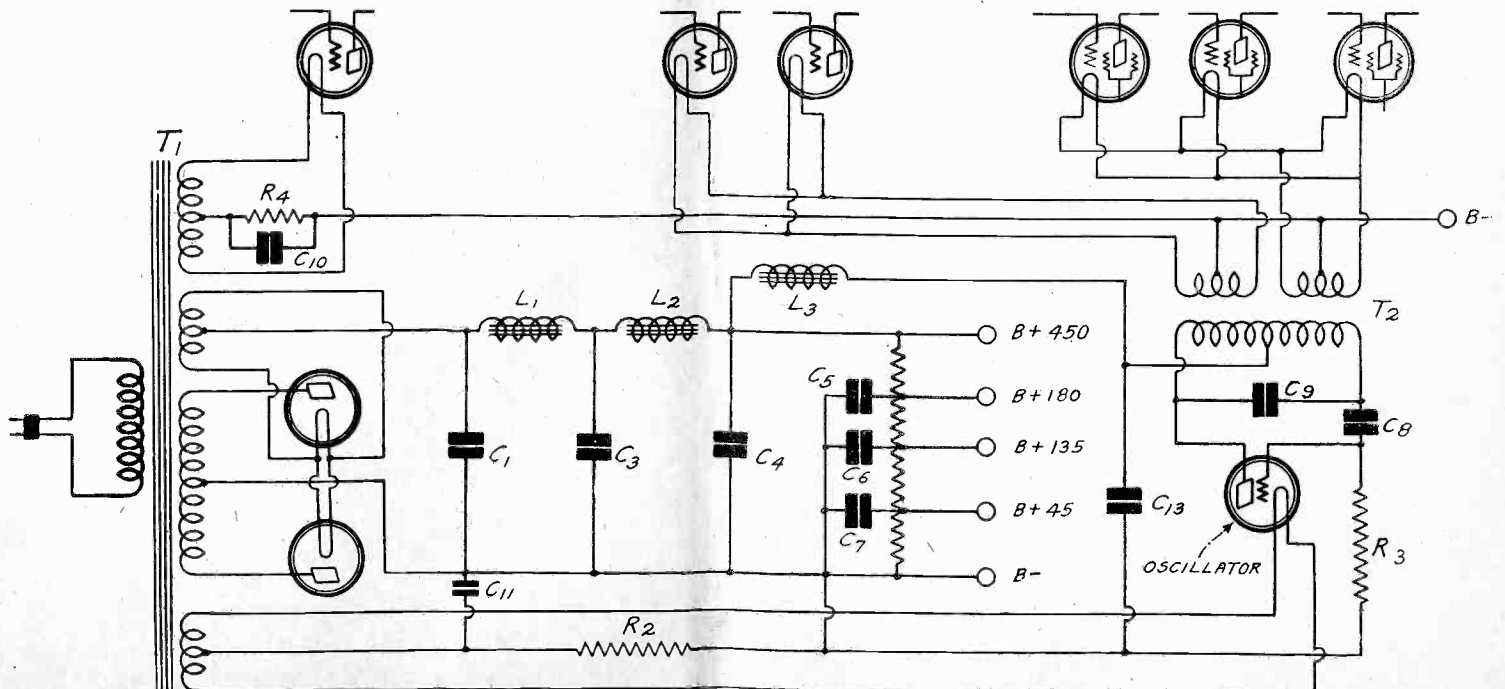 T1
R4
C10
B-
L1
L2
L3
T2
B+450
B+180
B+135
B+45
B-
C5
C6
C7
C1
C3
C4
C13
C9
C8
OSCILLATOR
R3
C11
R2